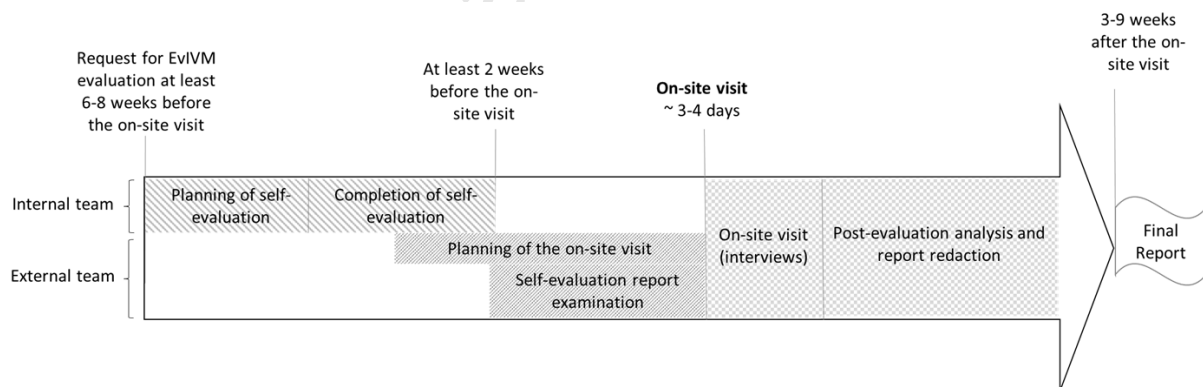 Request for EvIVM
evaluation at least
6-8 weeks before
the on-site visit
At least 2 weeks
before the on-
site visit
On-site visit
~ 3-4 days
3-9 weeks
after the on-
site visit
Internal team
External team
Planning of self-
evaluation
Completion of self-
evaluation
Planning of the on-site visit
Self-evaluation report
examination
On-site visit
(interviews)
Post-evaluation analysis and
report redaction
Final
Report